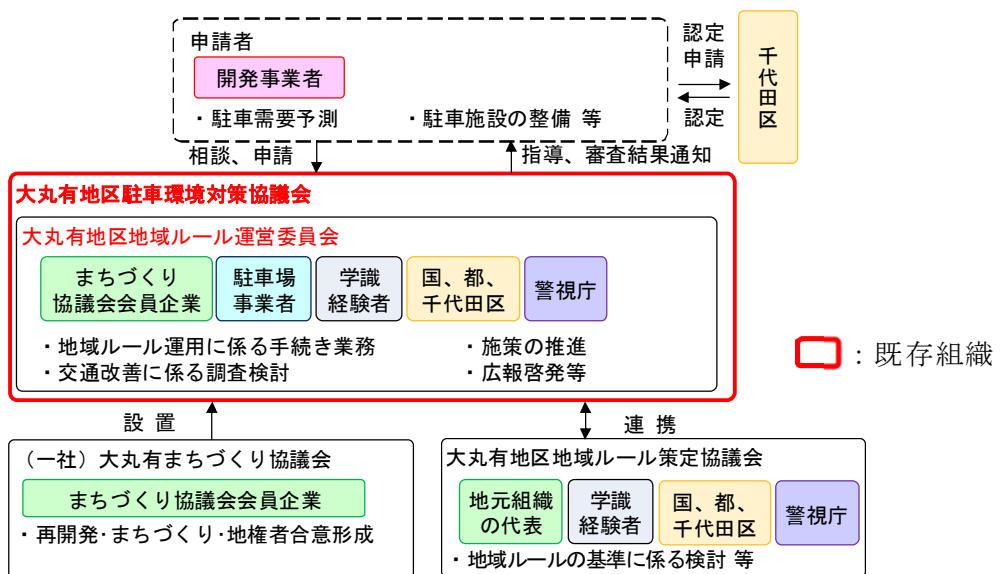 申請者
開発事業者
・駐車需要予測
・駐車施設の整備 等
認定
申請
認定
千代田区
相談、申請
指導、審査結果通知
大丸有地区駐車環境対策協議会
大丸有地区地域ルール運営委員会
まちづくり
協議会会員企業
駐車場
事業者
学識
経験者
国、都、
千代田区
警視庁
・地域ルール運用に係る手続き業務
・交通改善に係る調査検討
・施策の推進
・広報啓発等
：既存組織
設 置
連 携
（一社）大丸有まちづくり協議会
まちづくり協議会会員企業
・再開発･まちづくり･地権者合意形成
大丸有地区地域ルール策定協議会
地元組織
の代表
学識
経験者
国、都、
千代田区
警視庁
・地域ルールの基準に係る検討 等